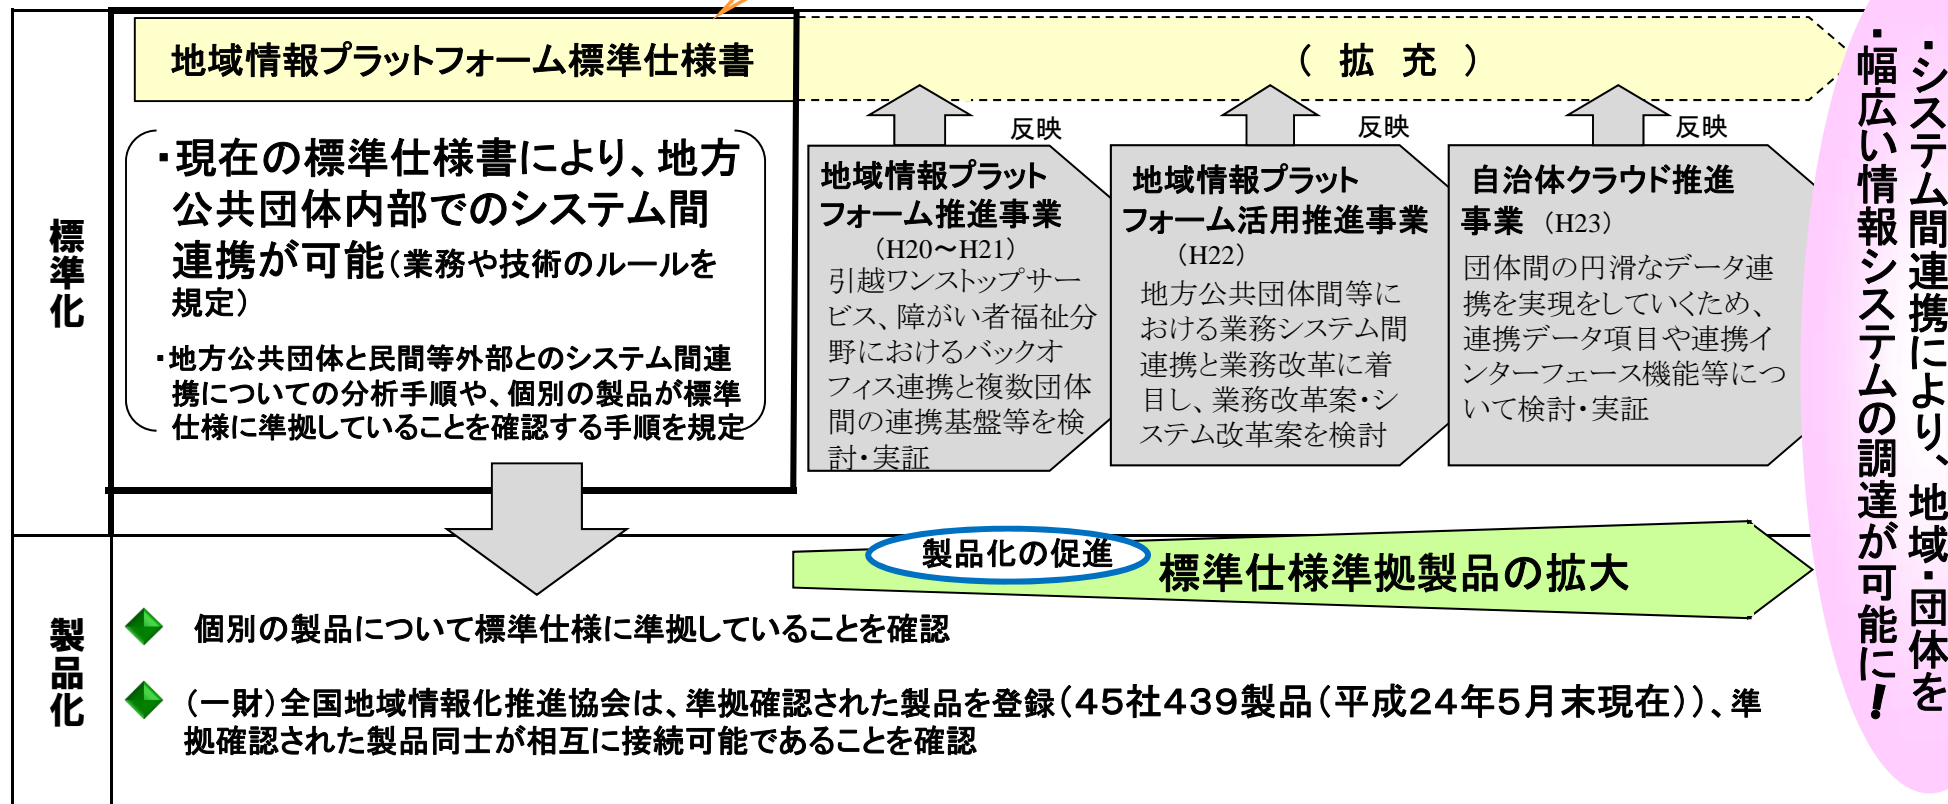 標準化
地域情報プラットフォーム標準仕様書
（ 拡 充 ）
・現在の標準仕様書により、地方
公共団体内部でのシステム間
連携が可能（業務や技術のルールを
規定）
・地方公共団体と民間等外部とのシステム間連
携についての分析手順や、個別の製品が標準
仕様に準拠していることを確認する手順を規定
反映
地域情報プラット
フォーム推進事業
（H20～H21）
引越ワンストップサー
ビス、障がい者福祉分
野におけるバックオ
フィス連携と複数団体
間の連携基盤等を検
討・実証
反映
地域情報プラット
フォーム活用推進事業
（H22）
地方公共団体間等に
おける業務システム間
連携と業務改革に着
目し、業務改革案・シ
ステム改革案を検討
反映
自治体クラウド推進
事業（H23）
団体間の円滑なデータ連
携を実現をしていくため、
連携データ項目や連携イ
ンターフェース機能等につ
いて検討・実証
製品化
製品化の促進
標準仕様準拠製品の拡大
個別の製品について標準仕様に準拠していることを確認
（一財）全国地域情報化推進協会は、準拠確認された製品を登録（４５社４３９製品（平成２４年５月末現在））、準
拠確認された製品同士が相互に接続可能であることを確認
・システム間連携により、地域・団体を
・幅広い情報システムの調達が可能に！